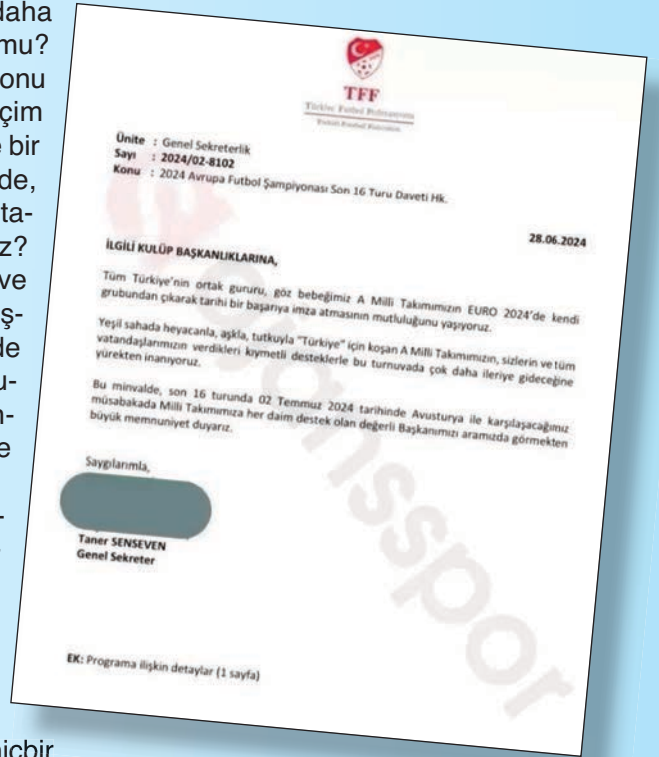 daha
mu?
onu
çim
e bir
de,
ta-
z?
ve
ş-
de
u-
n-
e
-
hiçbir
TFF
Türkiye Futbol Federasyonu
Turkish Football Federation
Ünite : Genel Sekreterlik
Sayı : 2024/02-8102
Konu : 2024 Avrupa Futbol Şampiyonası Son 16 Turu Daveti Hk.
28.06.2024
İLGİLİ KULÜP BAŞKANLIKLARINA,
Tüm Türkiye'nin ortak gururu, göz bebeğimiz A Milli Takımımızın EURO 2024'de kendi
grubundan çıkarak tarihi bir başarıya imza atmasının mutluluğunu yaşıyoruz.
Yeşil sahada heyacanla, aşkla, tutkuyla "Türkiye" için koşan A Milli Takımımızın, sizlerin ve tüm
vatandaşlarımızın verdikleri kıymetli desteklerle bu turnuvada çok daha ileriye gideceğine
yürekten inanıyoruz.
Bu minvalde, son 16 turunda 02 Temmuz 2024 tarihinde Avusturya ile karşılaşacağımız
müsabakada Milli Takımımıza her daim destek olan değerli Başkanımızı aramızda görmekten
büyük memnuniyet duyarız.
Saygılarımla,
Taner SENSEVEN
Genel Sekreter
EK: Programa ilişkin detaylar (1 sayfa)
ajansspor